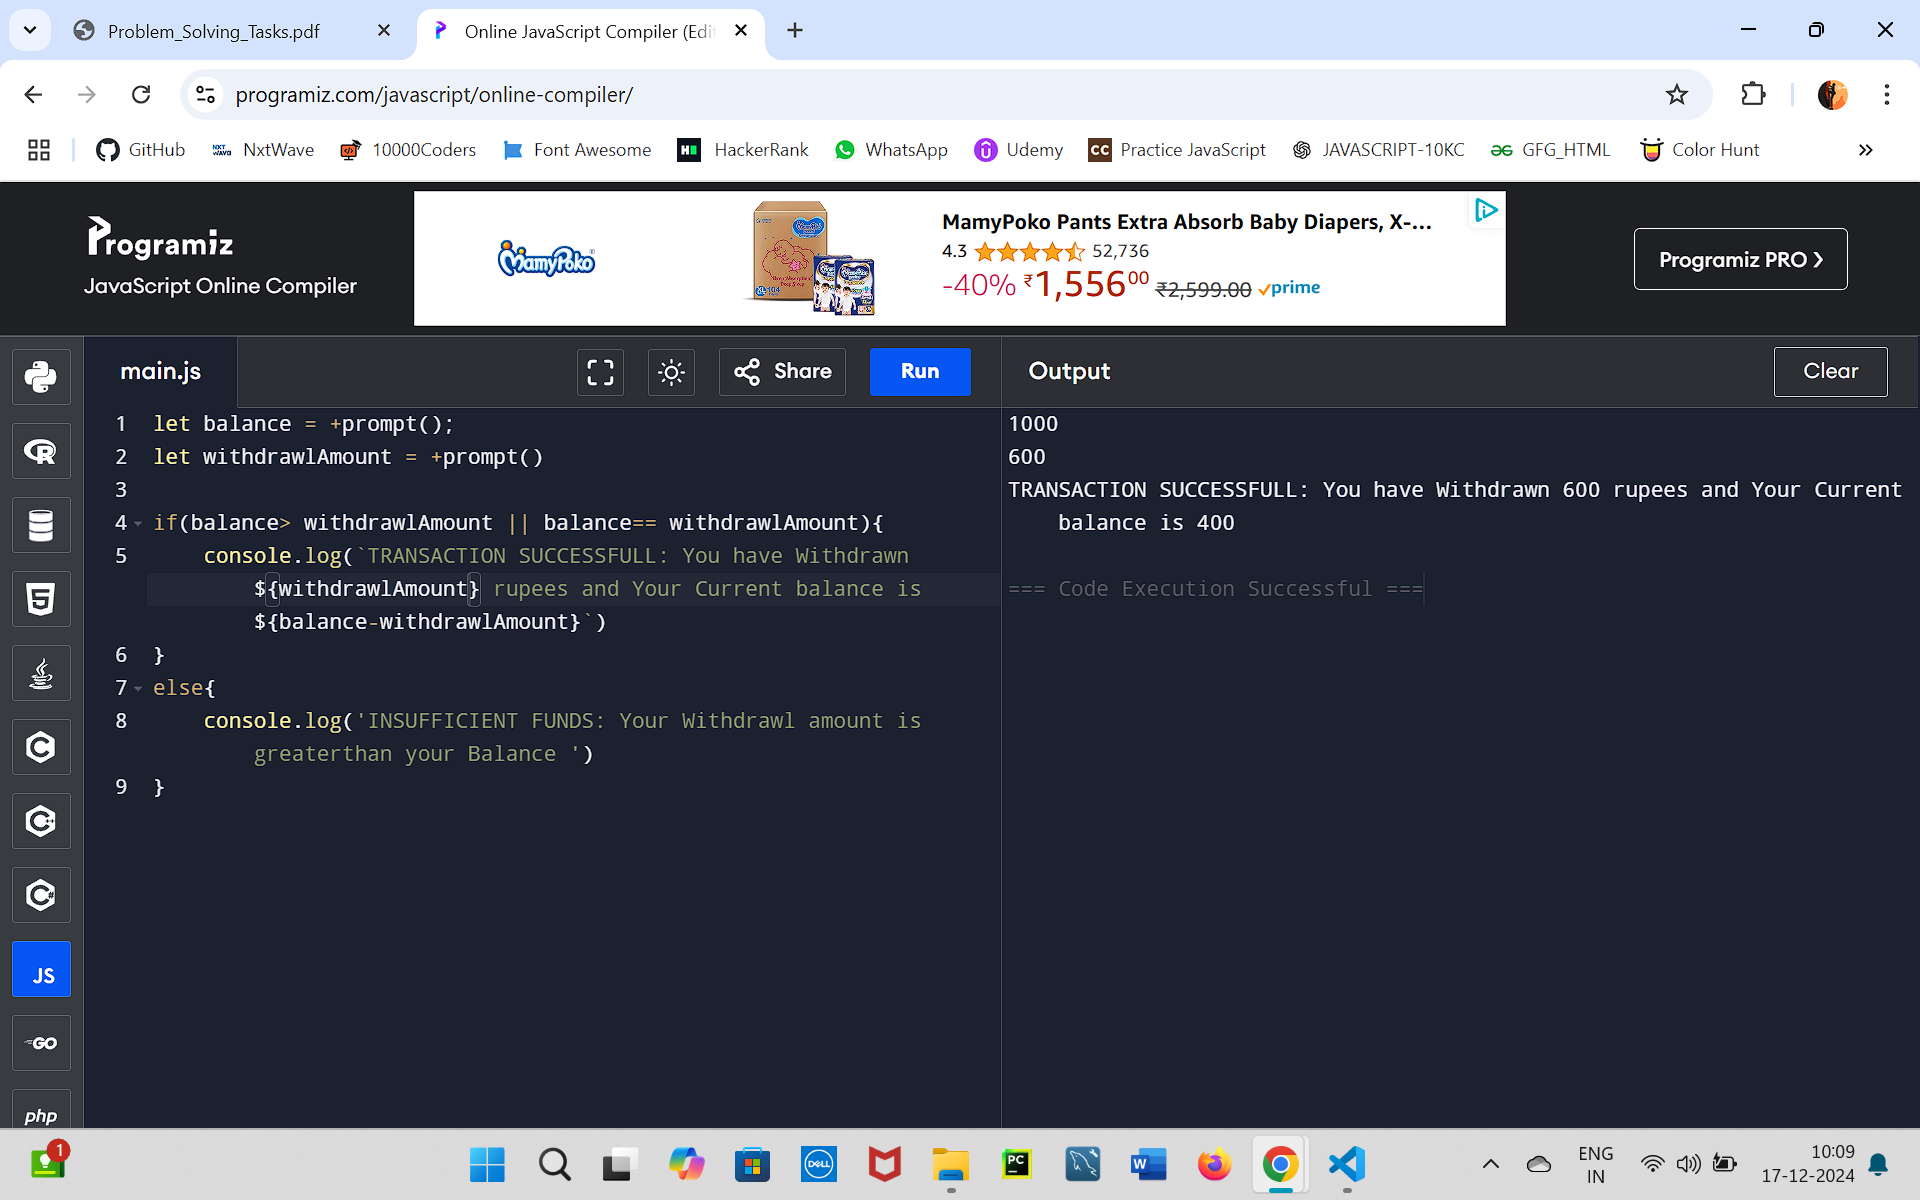 Problem_Solving_Tasks.pdf
Online JavaScript Compiler (Edi
programiz.com/javascript/online-compiler/
GitHub
NxtWave
10000Coders
Font Awesome
HackerRank
WhatsApp
Udemy
CC Practice JavaScript
JAVASCRIPT-10KC
GFG_HTML
Color Hunt
Programiz
JavaScript Online Compiler
MamyPoko
MamyPoko Pants Extra Absorb Baby Diapers, X-...
4.3 52,736
-40% ₹1,55600 ₹2,599.00 prime
Programiz PRO ❯
main.js
Share
Run
Output
Clear
1 let balance = +prompt();
2 let withdrawlAmount = +prompt()
3
4 if(balance> withdrawlAmount || balance== withdrawlAmount){
5 console.log(`TRANSACTION SUCCESSFULL: You have Withdrawn
${withdrawlAmount} rupees and Your Current balance is
${balance-withdrawlAmount}`)
6 }
7 else{
8 console.log('INSUFFICIENT FUNDS: Your Withdrawl amount is
greaterthan your Balance ')
9 }
1000
600
TRANSACTION SUCCESSFULL: You have Withdrawn 600 rupees and Your Current
balance is 400
=== Code Execution Successful ===
JS
GO
php
1
ENG
IN
10:09
17-12-2024